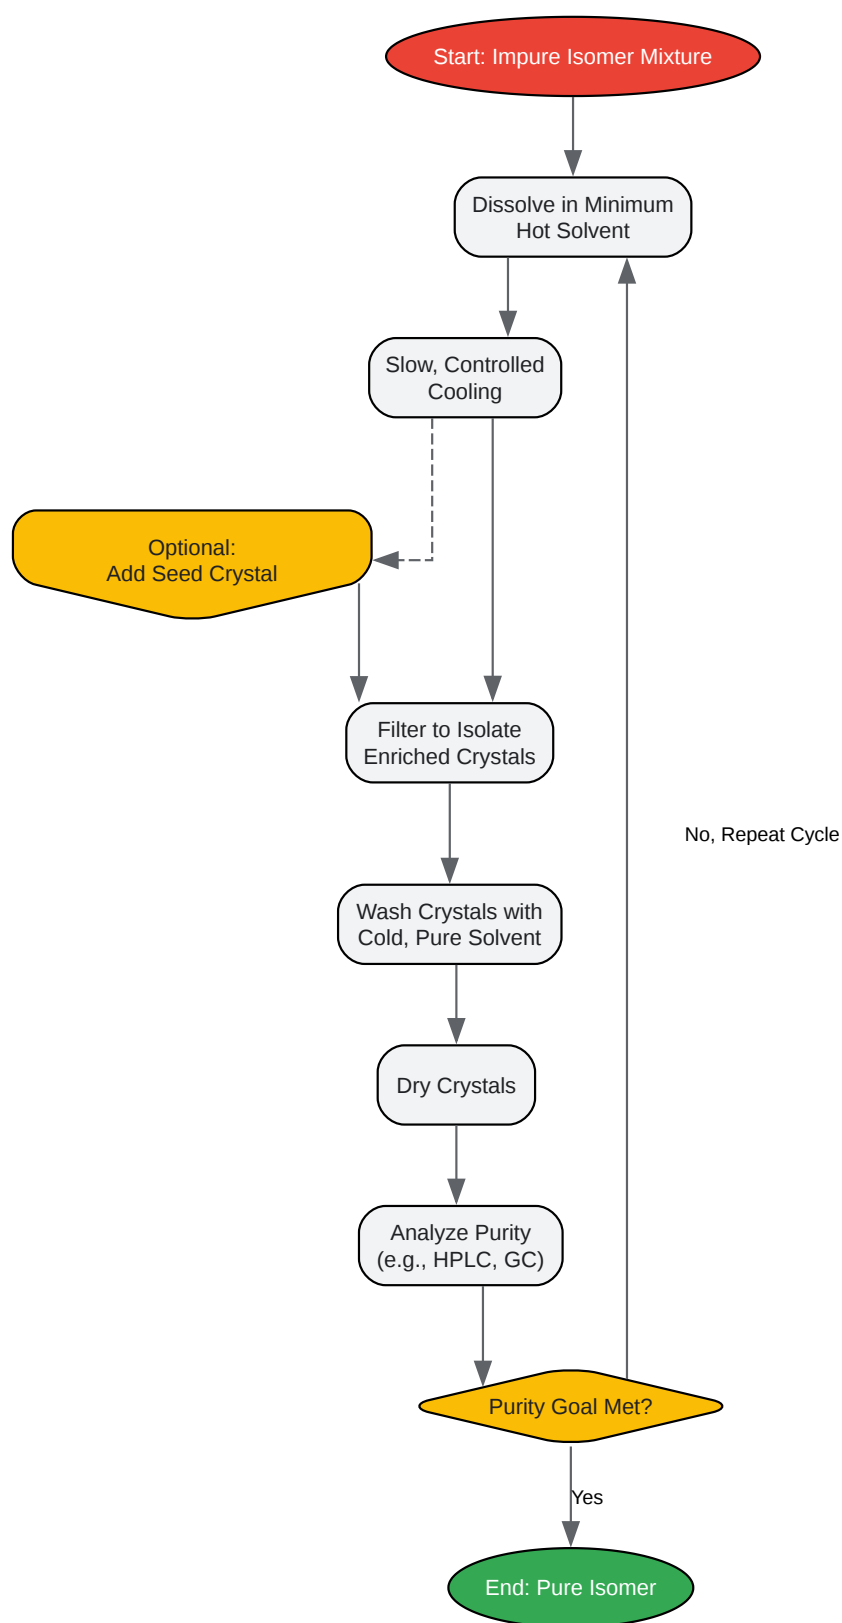 Start: Impure Isomer Mixture
Dissolve in Minimum
Hot Solvent
Slow, Controlled
Cooling
Optional:
Add Seed Crystal
Filter to Isolate
Enriched Crystals
No, Repeat Cycle
Wash Crystals with
Cold, Pure Solvent
Dry Crystals
Analyze Purity
(e.g., HPLC, GC)
Purity Goal Met?
Yes
End: Pure Isomer